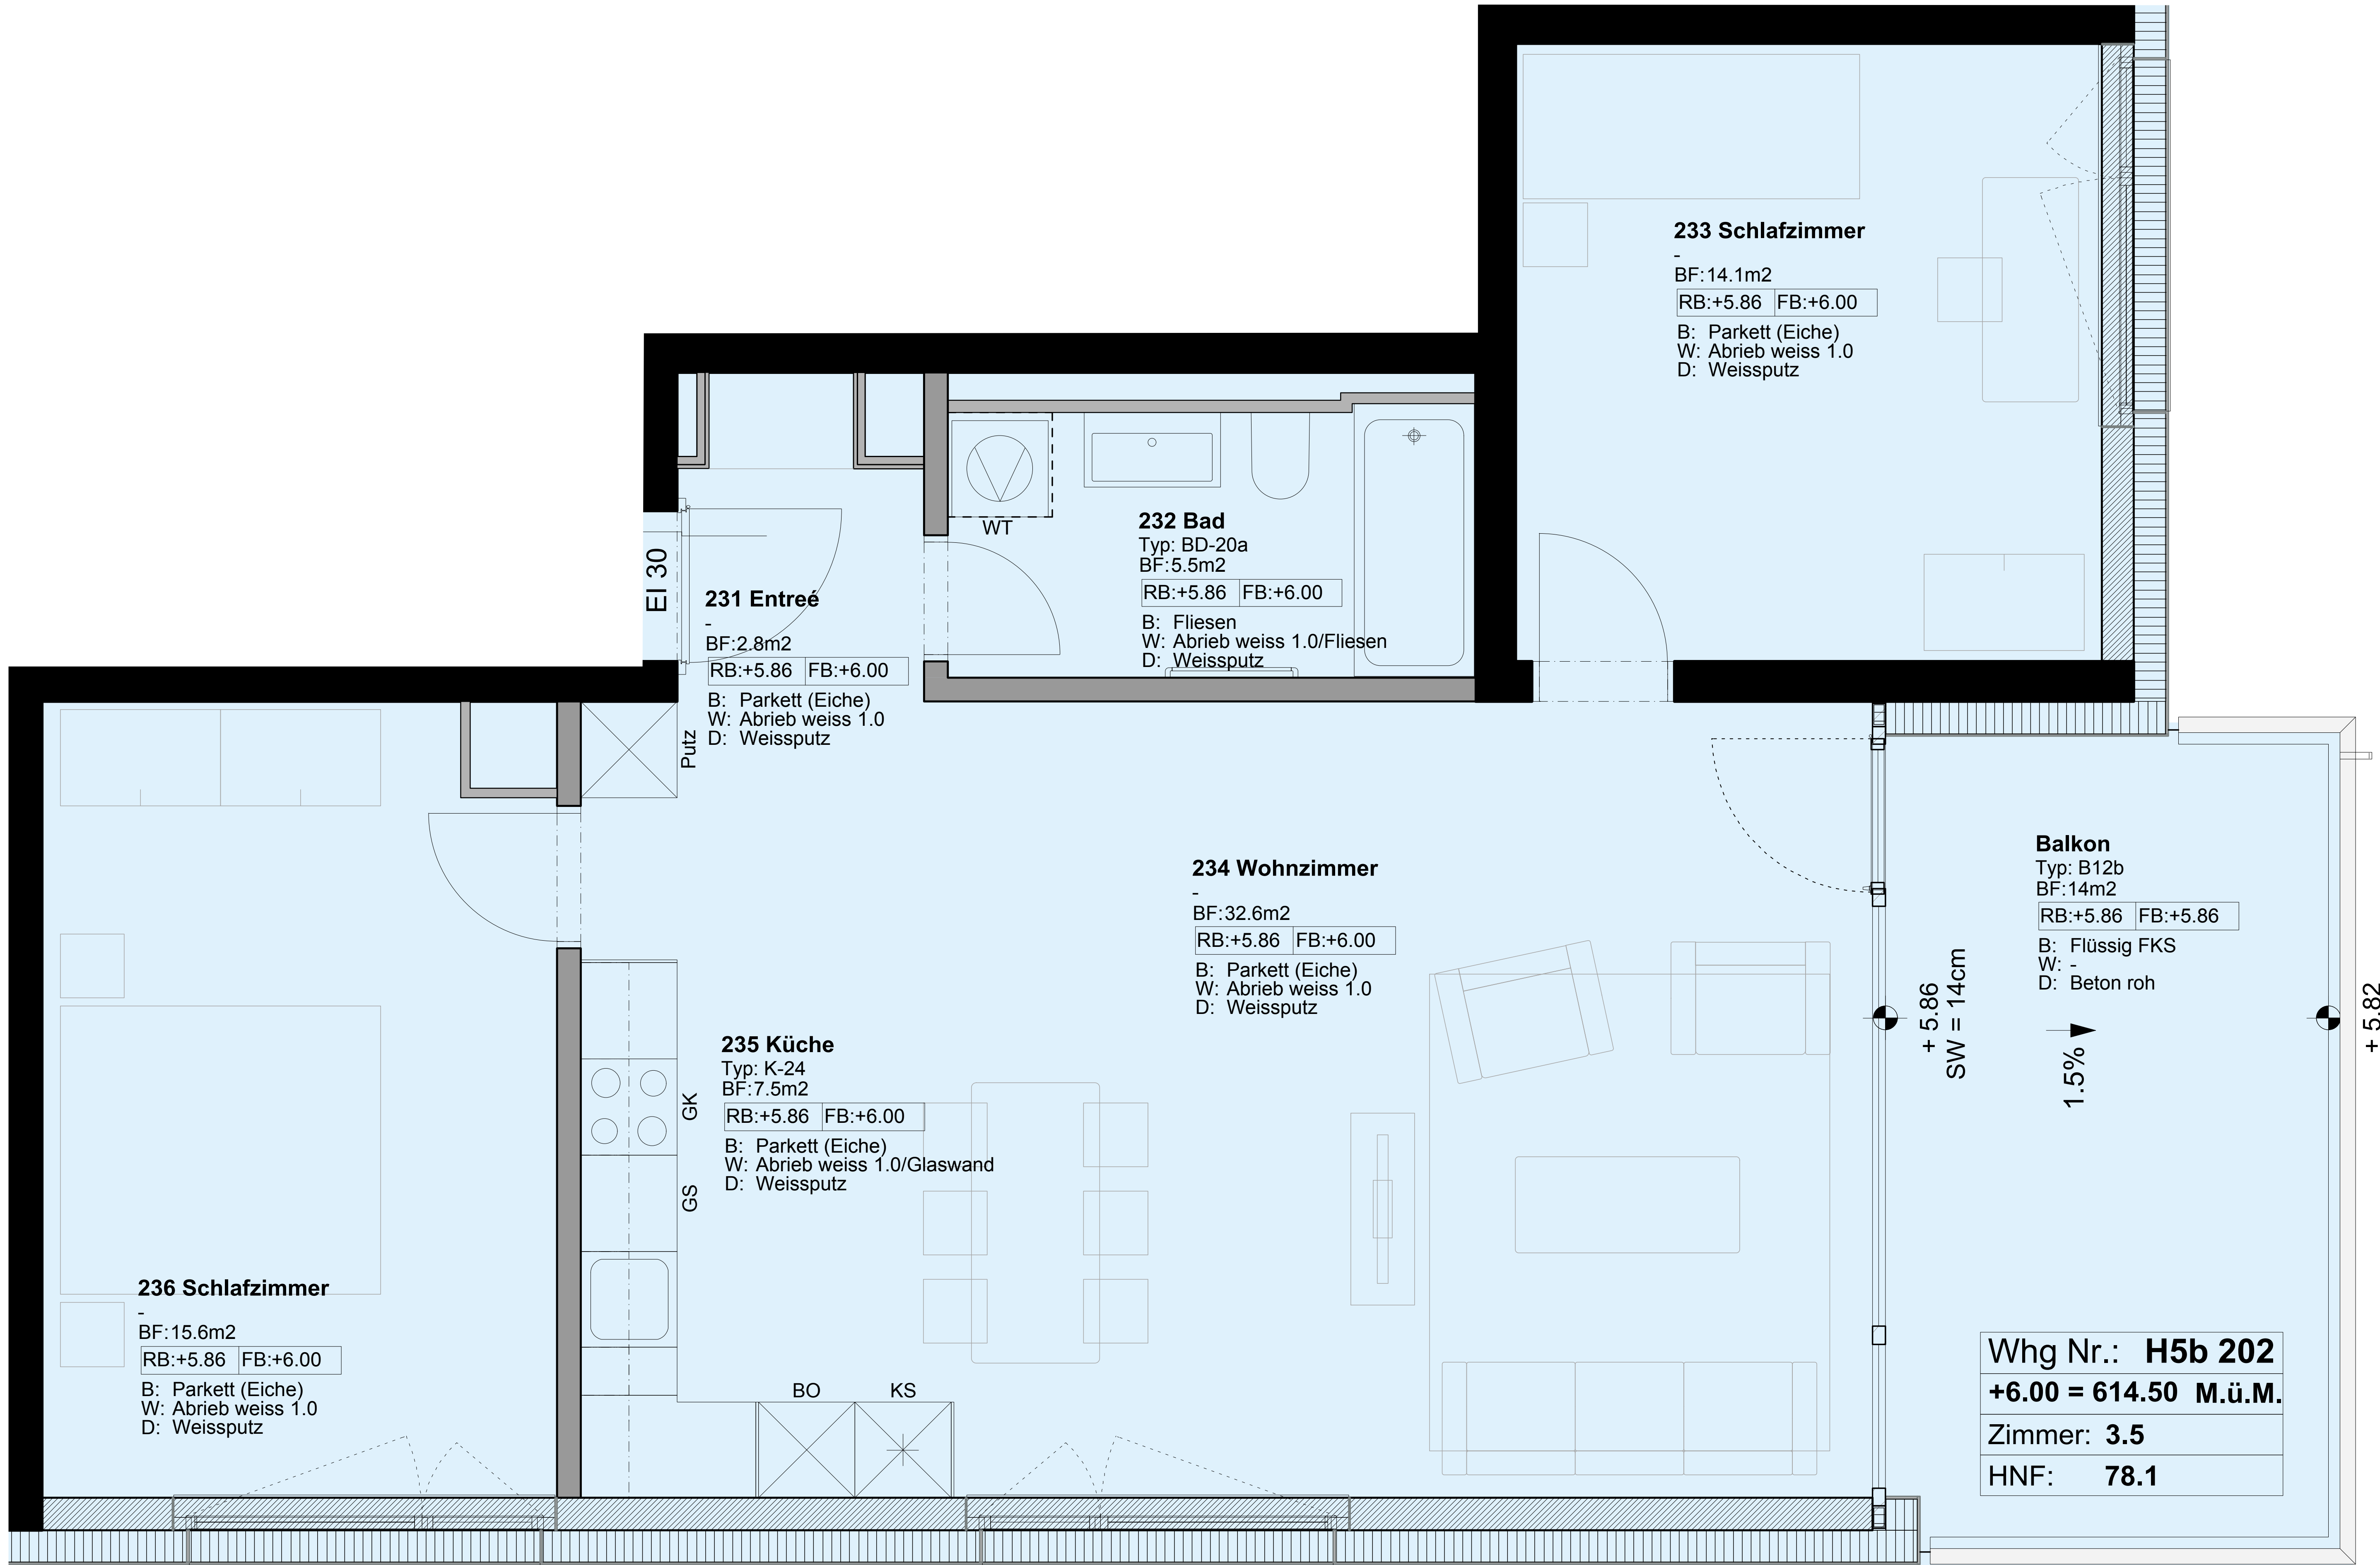 233 Schlafzimmer
-
BF:14.1m2
RB:+5.86 FB:+6.00
B: Parkett (Eiche)
W: Abrieb weiss 1.0
D: Weissputz
WT
232 Bad
Typ: BD-20a
BF:5.5m2
RB:+5.86 FB:+6.00
B: Fliesen
W: Abrieb weiss 1.0/Fliesen
D: Weissputz
EI 30
231 Entreé
-
BF:2.8m2
RB:+5.86 FB:+6.00
B: Parkett (Eiche)
W: Abrieb weiss 1.0
D: Weissputz
Putz
234 Wohnzimmer
-
BF:32.6m2
RB:+5.86 FB:+6.00
B: Parkett (Eiche)
W: Abrieb weiss 1.0
D: Weissputz
Balkon
Typ: B12b
BF:14m2
RB:+5.86 FB:+5.86
B: Flüssig FKS
W: -
D: Beton roh
+ 5.86
SW = 14cm
1.5%
+ 5.82
235 Küche
Typ: K-24
BF:7.5m2
RB:+5.86 FB:+6.00
B: Parkett (Eiche)
W: Abrieb weiss 1.0/Glaswand
D: Weissputz
GK
GS
BO
KS
236 Schlafzimmer
-
BF:15.6m2
RB:+5.86 FB:+6.00
B: Parkett (Eiche)
W: Abrieb weiss 1.0
D: Weissputz
Whg Nr.: H5b 202
+6.00 = 614.50 M.ü.M.
Zimmer: 3.5
HNF: 78.1